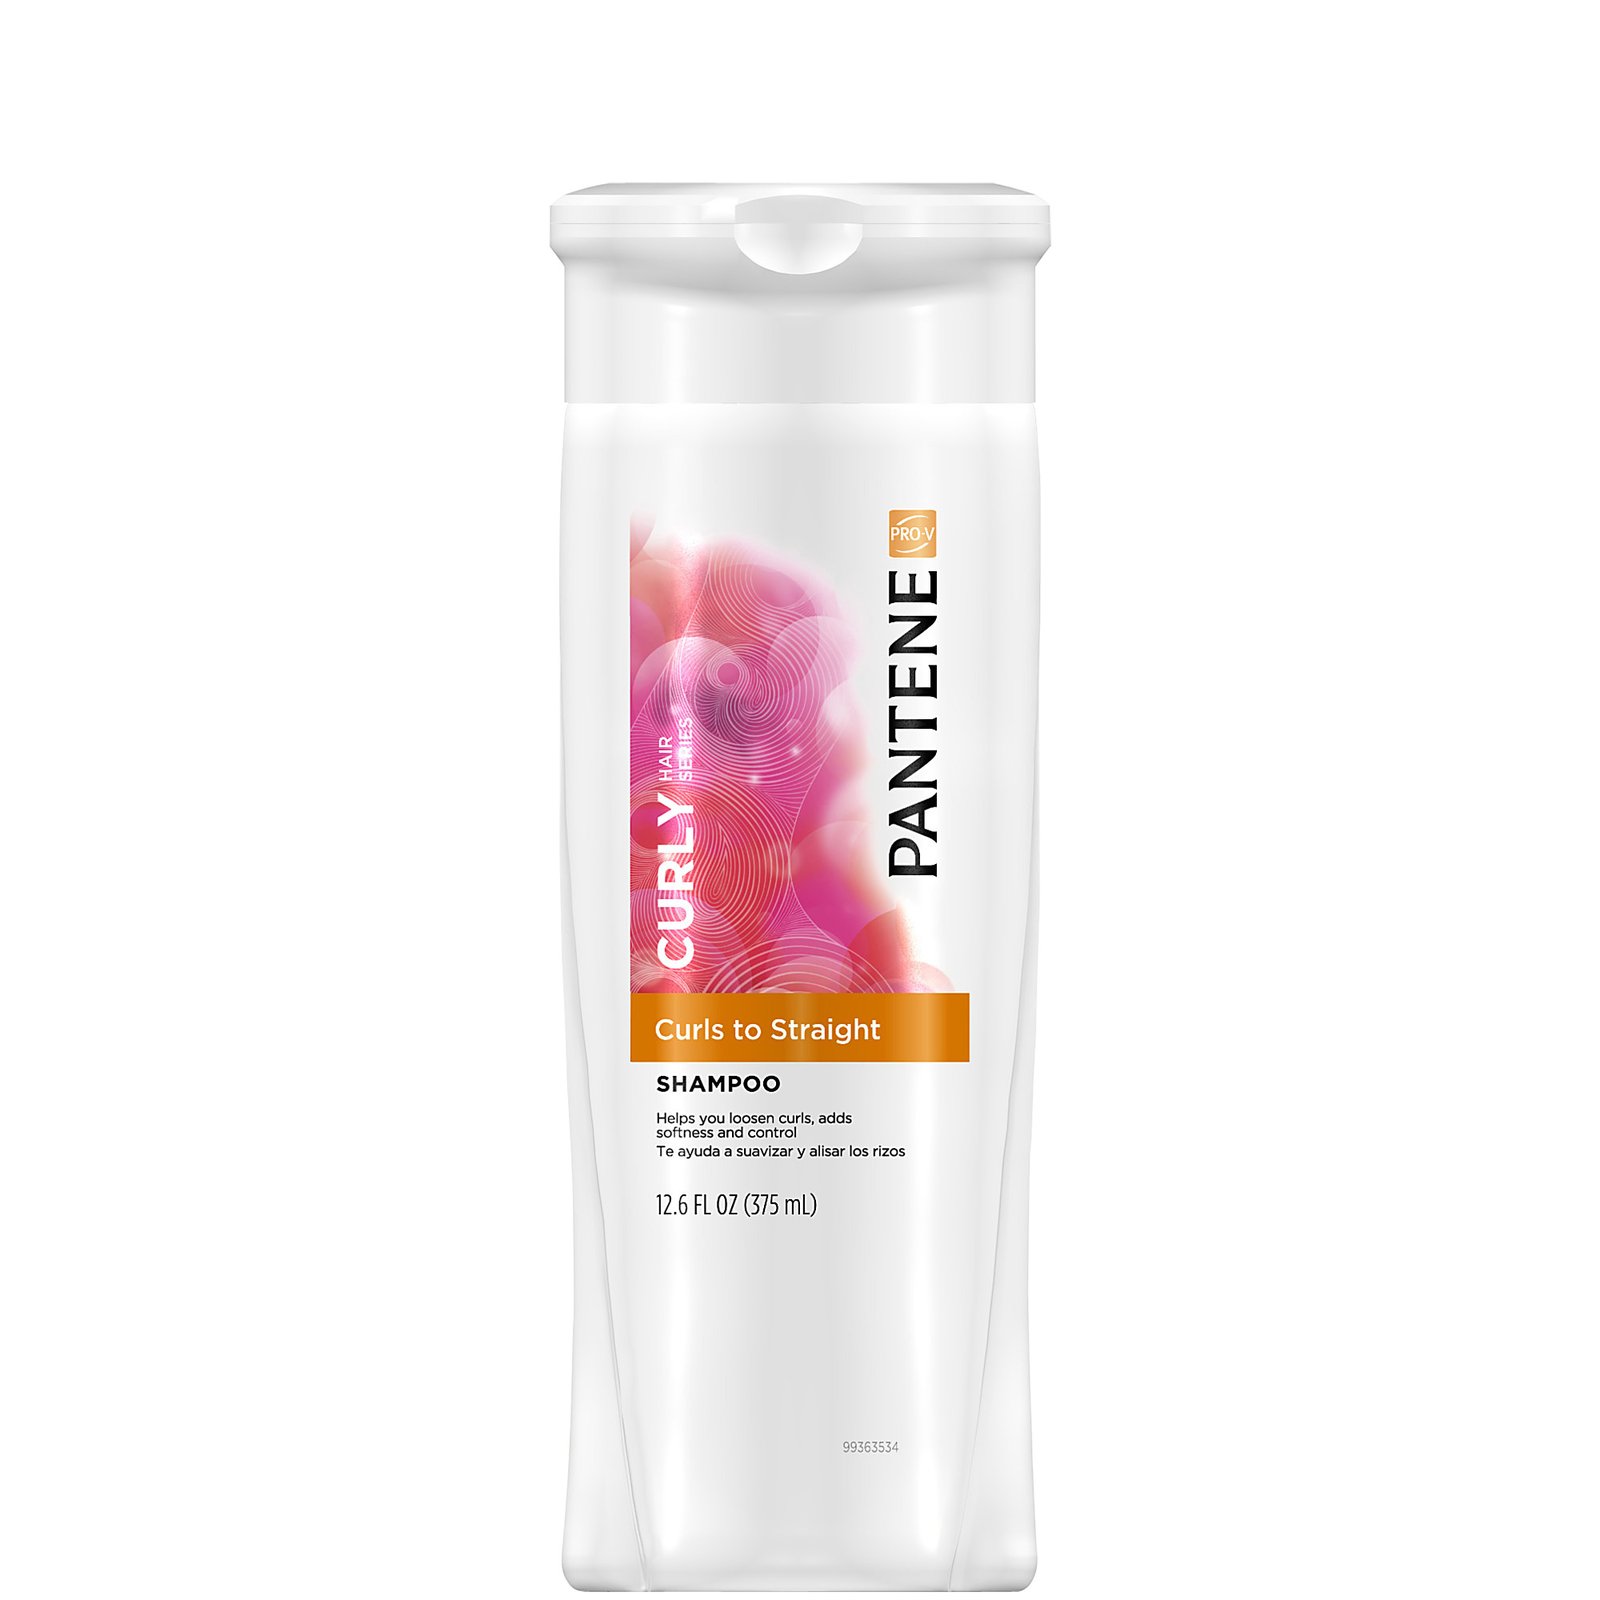 PRO-V
PANTENE
CURLY
HAIR
SERIES
Curls to Straight
SHAMPOO
Helps you loosen curls, adds
softness and control
Te ayuda a suavizar y alisar los rizos
12.6 FL OZ (375 mL)
99363534